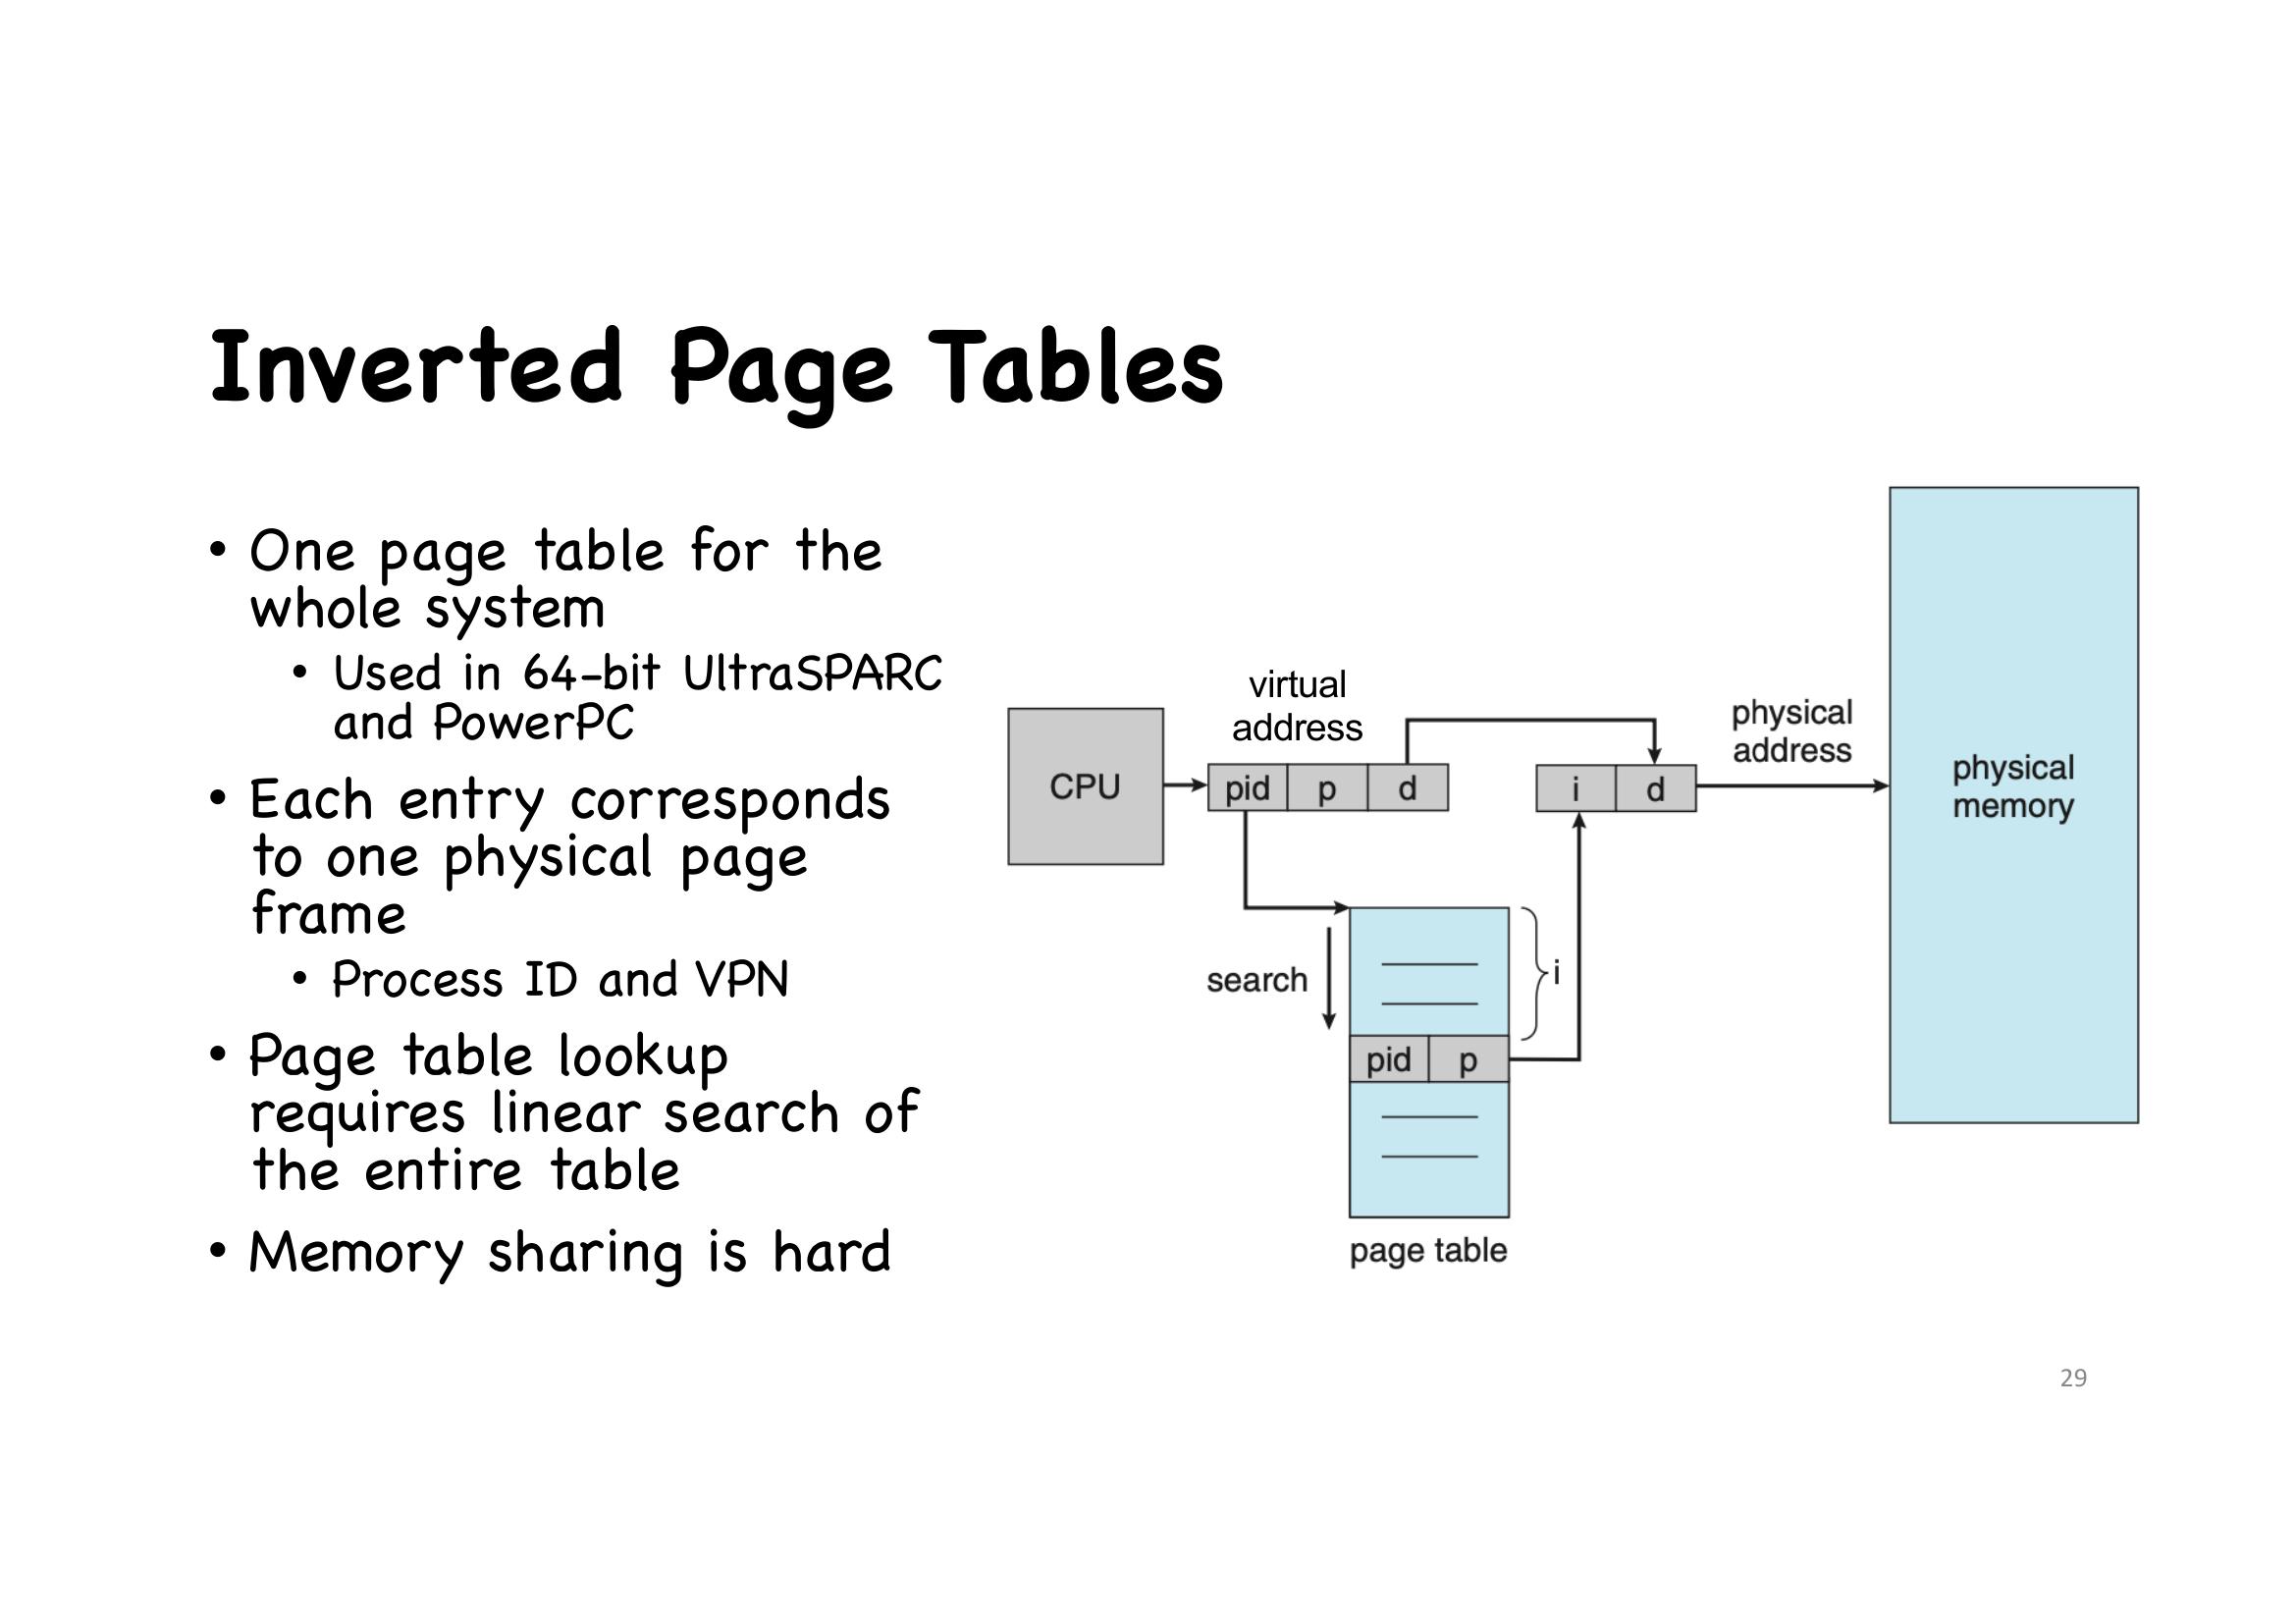 Inverted Page Tables
• One page table for the
whole system
• Used in 64-bit UltraSPARC
and PowerPC
• Each entry corresponds
to one physical page
frame
• Process ID and VPN
• Page table lookup
requires linear search of
the entire table
• Memory sharing is hard
CPU
virtual
address
pid p d
i d
physical
address
physical
memory
search
i
pid p
page table
29